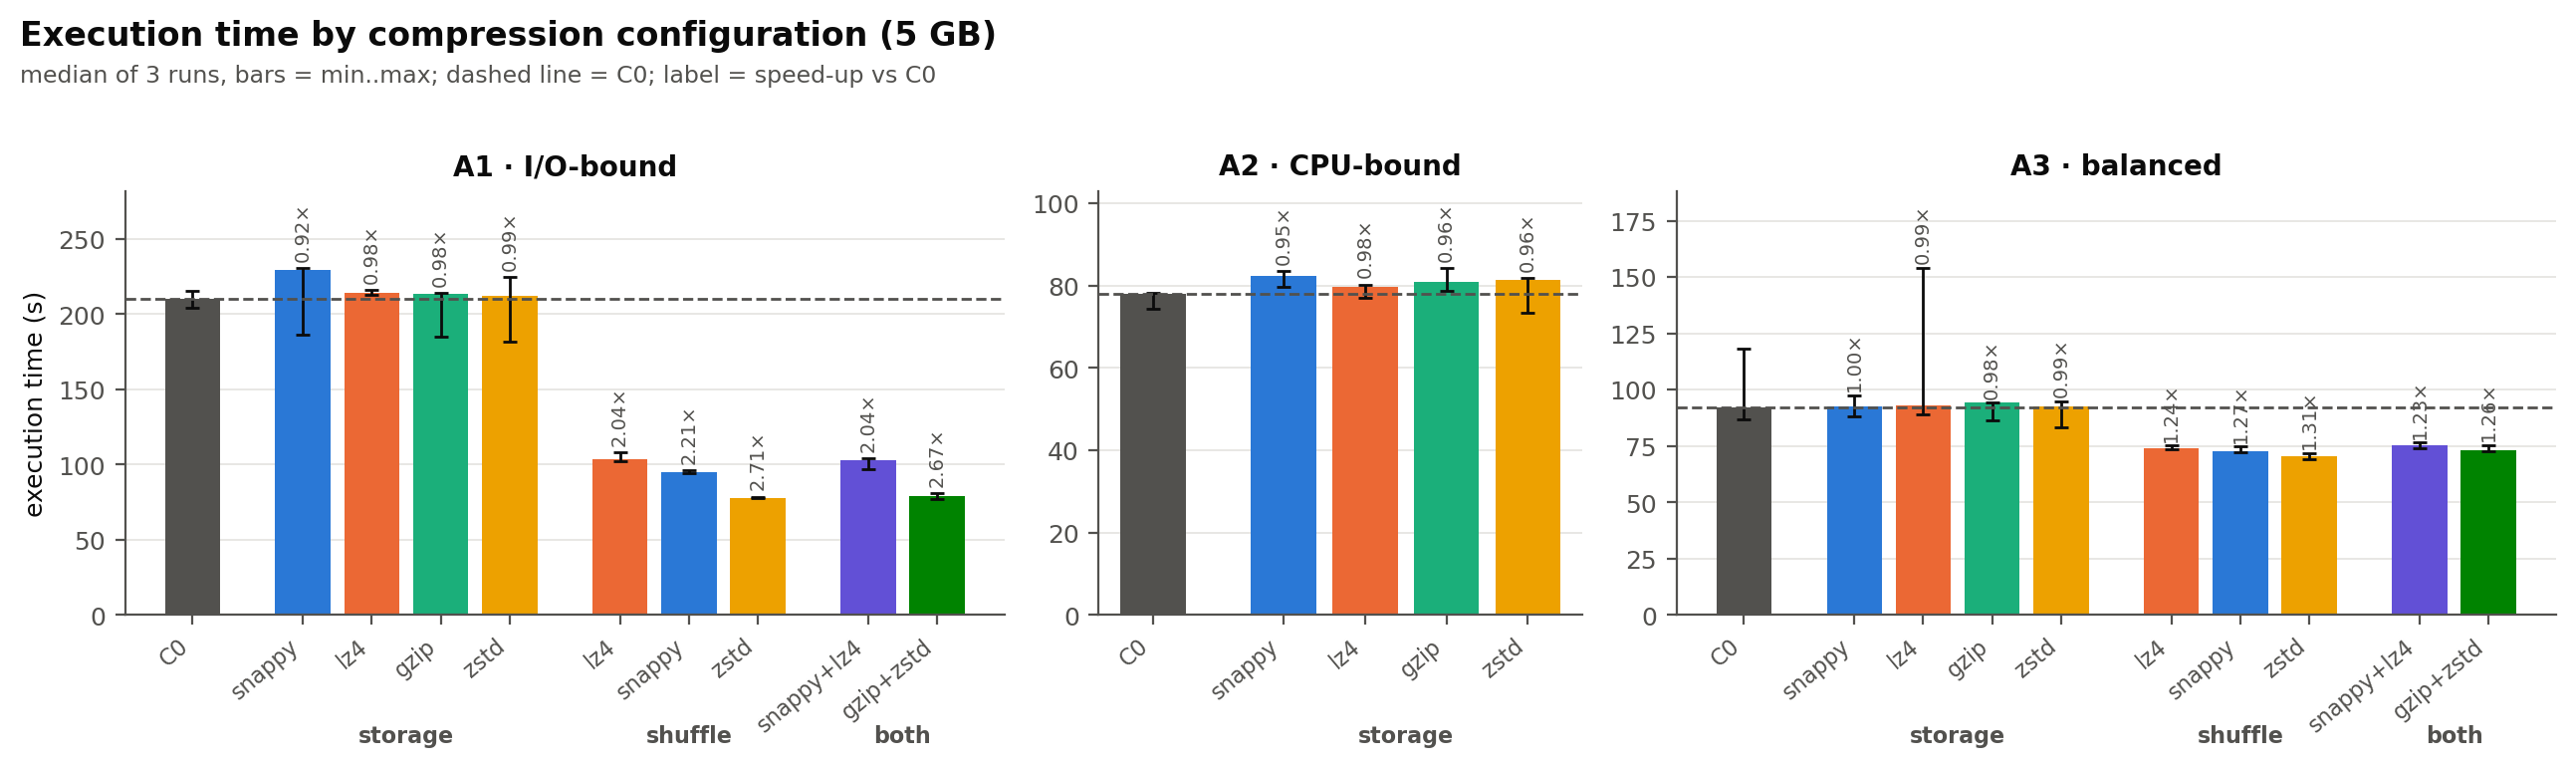 Execution time by compression configuration (5 GB)
median of 3 runs, bars = min..max; dashed line = C0; label = speed-up vs C0
A1 · I/O-bound
execution time (s)
250
200
150
100
50
0
0.92×
0.98×
0.98×
0.99×
2.04×
2.21×
2.71×
2.04×
2.67×
C0
snappy
lz4
gzip
zstd
lz4
snappy
zstd
snappy+lz4
gzip+zstd
storage
shuffle
both
A2 · CPU-bound
100
80
60
40
20
0
0.95×
0.98×
0.96×
0.96×
C0
snappy
lz4
gzip
zstd
storage
A3 · balanced
175
150
125
100
75
50
25
0
1.00×
0.99×
0.98×
0.99×
1.24×
1.27×
1.31×
1.23×
1.26×
C0
snappy
lz4
gzip
zstd
lz4
snappy
zstd
snappy+lz4
gzip+zstd
storage
shuffle
both